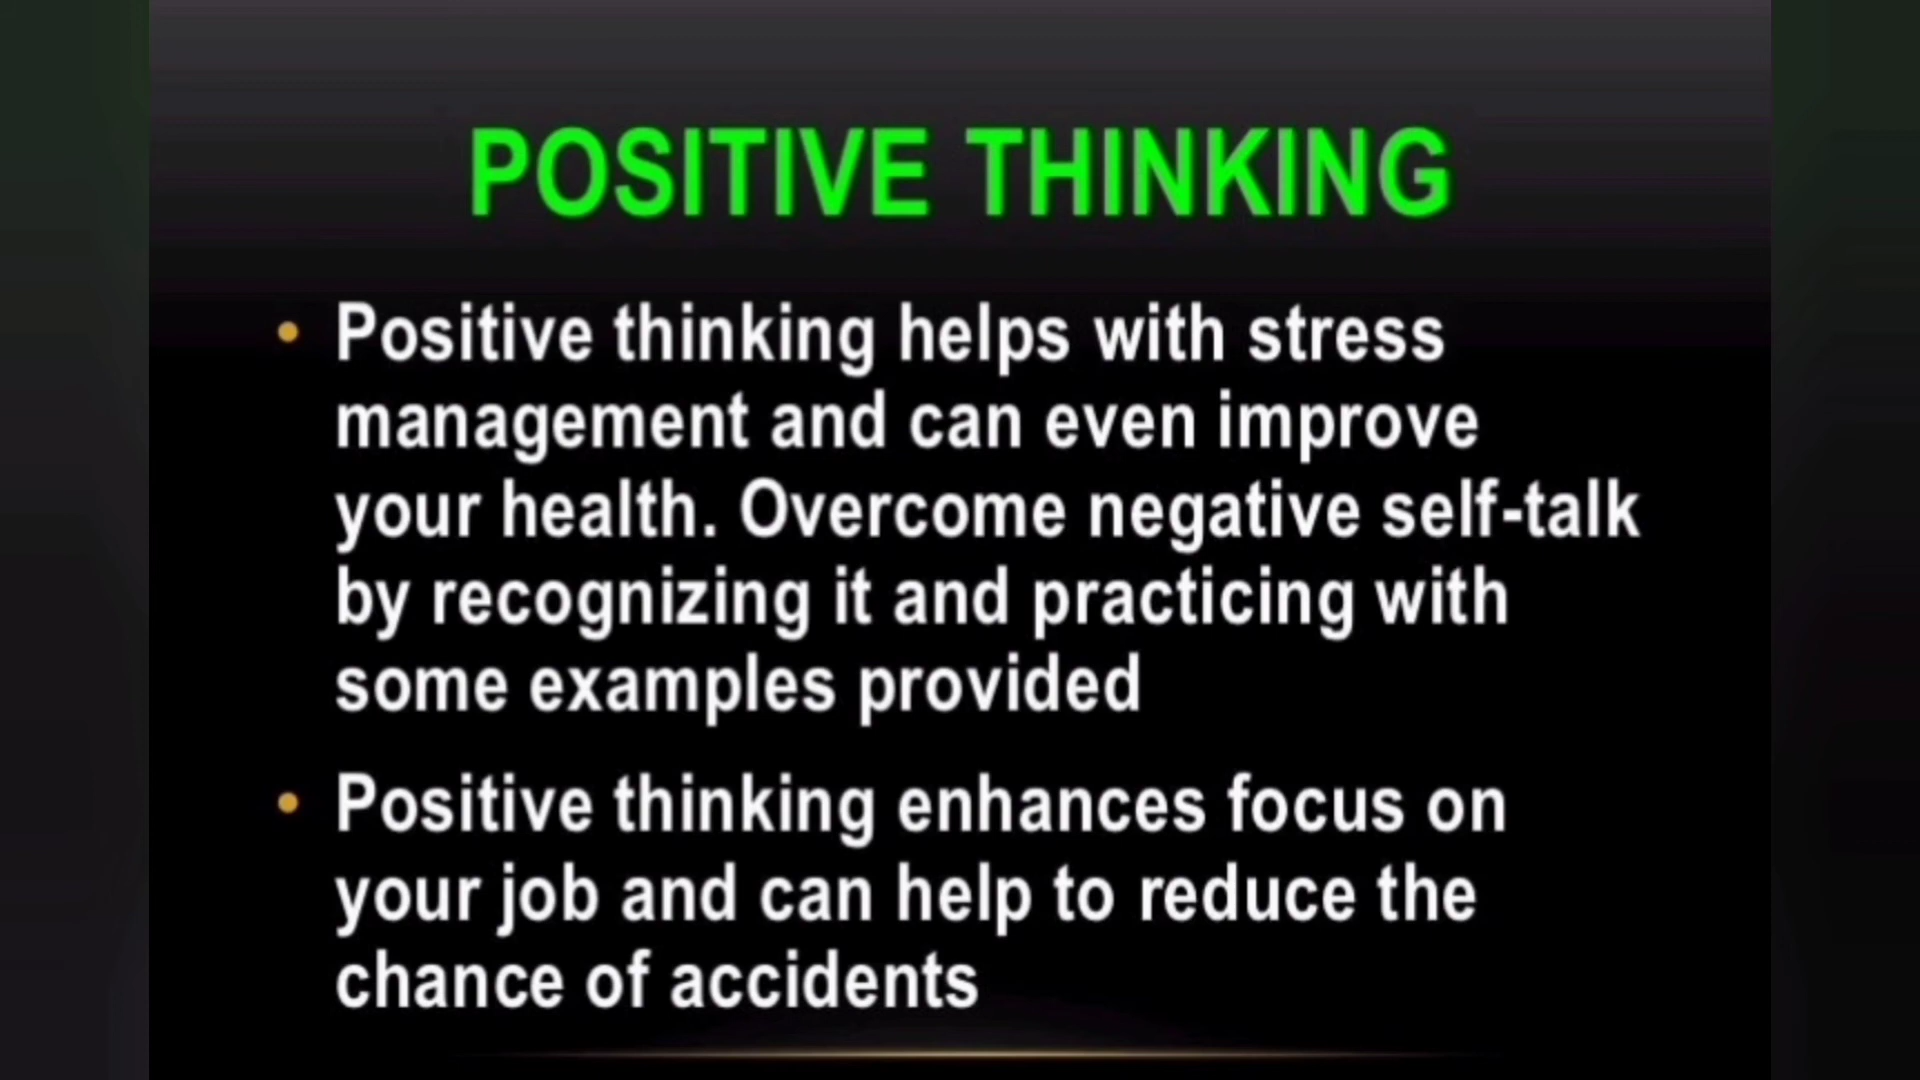 POSITIVE THINKING
• Positive thinking helps with stress
management and can even improve
your health. Overcome negative self-talk
by recognizing it and practicing with
some examples provided
• Positive thinking enhances focus on
your job and can help to reduce the
chance of accidents